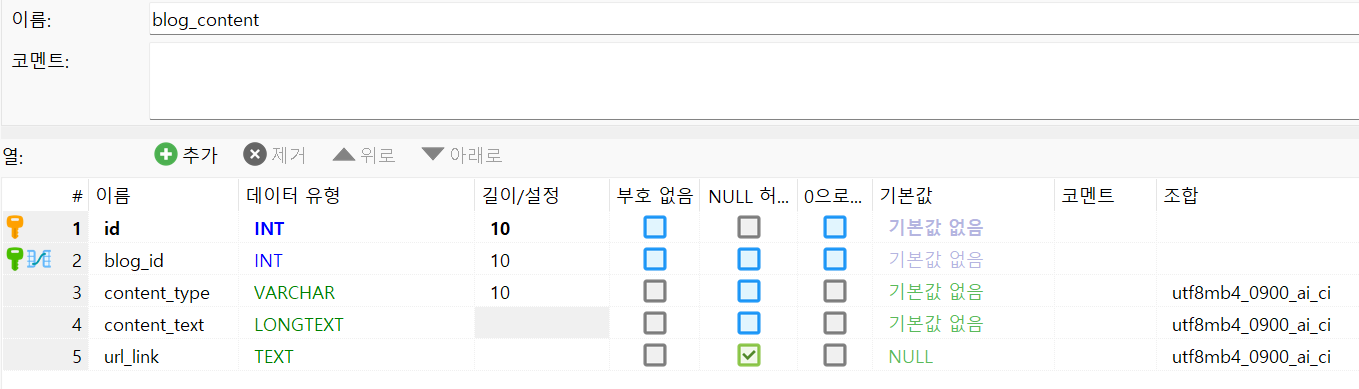 이름: blog_content
코멘트:
열: 추가 제거 위로 아래로
# 이름 데이터 유형 길이/설정 부호 없음 NULL 허... 0으로... 기본값 코멘트 조합
1 id INT 10 기본값 없음
2 blog_id INT 10 기본값 없음
3 content_type VARCHAR 10 기본값 없음 utf8mb4_0900_ai_ci
4 content_text LONGTEXT 기본값 없음 utf8mb4_0900_ai_ci
5 url_link TEXT NULL utf8mb4_0900_ai_ci